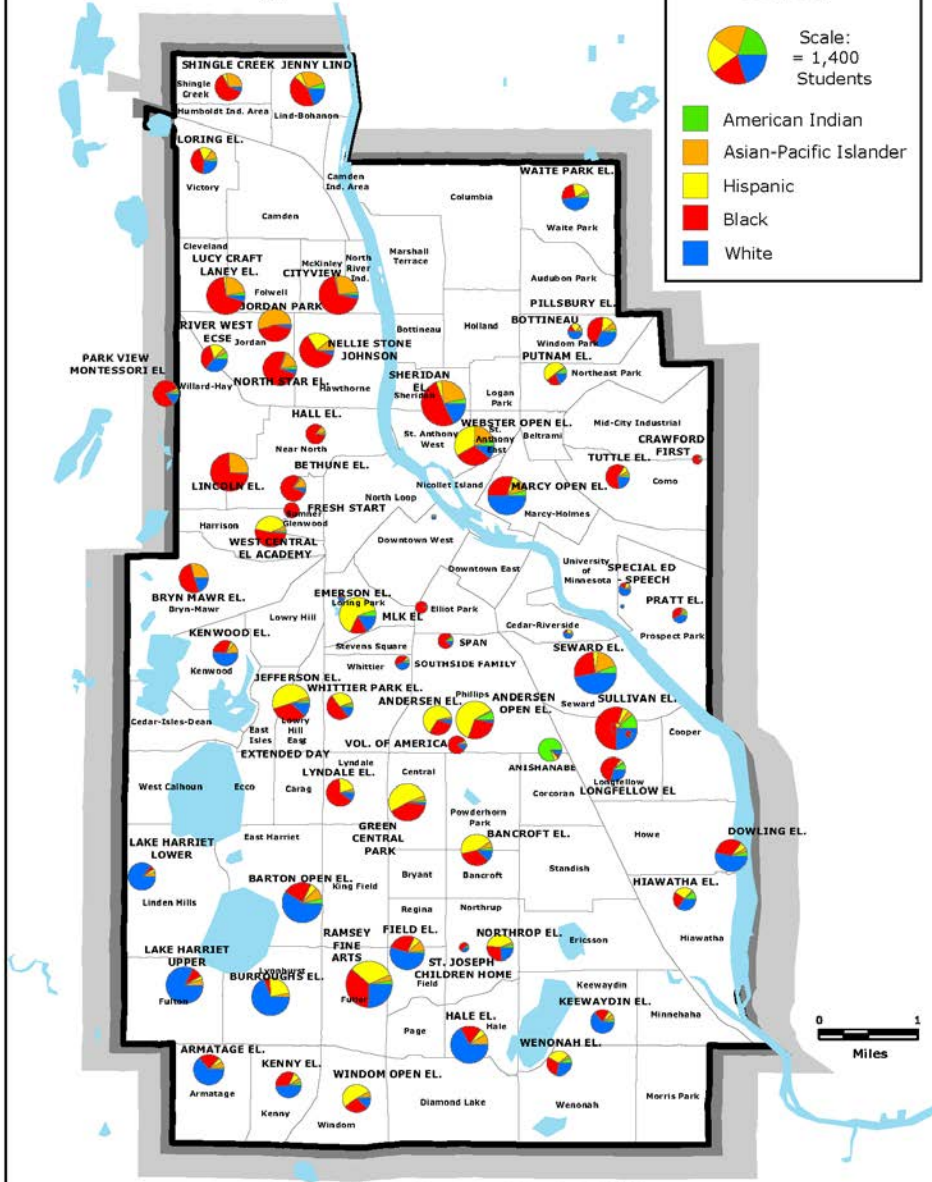 Scale:
= 1,400
Students
American Indian
Asian-Pacific Islander
Hispanic
Black
White
SHINGLE CREEK
JENNY LIND
Shingle
Creek
Humboldt Ind. Area
Lind-Bohanon
LORING EL.
Victory
Camden
Ind. Area
Camden
Columbia
WAITE PARK EL.
Waite Park
Cleveland
LUCY CRAFT
LANEY EL.
Folwell
McKinley
CITYVIEW
North
River
Ind.
Marshall
Terrace
Audubon Park
JORDAN PARK
RIVER WEST
ECSE
Jordan
NELLIE STONE
JOHNSON
Bottineau
Holland
PILLSBURY EL.
BOTTINEAU
Windom Park
PUTNAM EL.
Northeast Park
PARK VIEW
MONTESSORI EL
Willard-Hay
NORTH STAR EL.
Hawthorne
SHERIDAN
EL.
Sheridan
Logan
Park
HALL EL.
Near North
WEBSTER OPEN EL.
St. Anthony
West
St.
Anthony
East
Beltrami
Mid-City Industrial
CRAWFORD
FIRST
TUTTLE EL.
Como
BETHUNE EL.
LINCOLN EL.
Nicollet Island
MARCY OPEN EL.
Marcy-Holmes
North Loop
FRESH START
Sumner
Glenwood
Harrison
WEST CENTRAL
EL ACADEMY
Downtown West
Downtown East
University
of
Minnesota
SPECIAL ED
- SPEECH
BRYN MAWR EL.
Bryn-Mawr
EMERSON EL.
Loring Park
MLK EL
Elliot Park
PRATT EL.
Prospect Park
Lowry Hill
Cedar-Riverside
KENWOOD EL.
Kenwood
Stevens Square
SPAN
SEWARD EL.
Whittier
SOUTHSIDE FAMILY
JEFFERSON EL.
WHITTIER PARK EL.
Phillips
ANDERSEN EL.
ANDERSEN
OPEN EL.
Seward
SULLIVAN EL.
Cedar-Isles-Dean
East
Isles
Lowry
Hill
East
Cooper
EXTENDED DAY
VOL. OF AMERICA
ANISHANABE
Lyndale
LYNDALE EL.
Central
Corcoran
Longfellow
LONGFELLOW EL
West Calhoun
Ecco
Carag
Powderhorn
Park
GREEN
CENTRAL
PARK
BANCROFT EL.
Howe
DOWLING EL.
East Harriet
LAKE HARRIET
LOWER
Linden Hills
BARTON OPEN EL.
King Field
Bryant
Bancroft
Standish
HIAWATHA EL.
Regina
Northrup
Hiawatha
LAKE HARRIET
UPPER
Fulton
RAMSEY
FINE
ARTS
FIELD EL.
NORTHROP EL.
Ericsson
ST. JOSEPH
CHILDREN HOME
Field
Lynnhurst
BURROUGHS EL.
Fuller
Keewaydin
KEEWAYDIN EL.
Minnehaha
Page
HALE EL.
Hale
WENONAH EL.
0
1
Miles
ARMATAGE EL.
Armatage
KENNY EL.
Kenny
WINDOM OPEN EL.
Windom
Diamond Lake
Wenonah
Morris Park